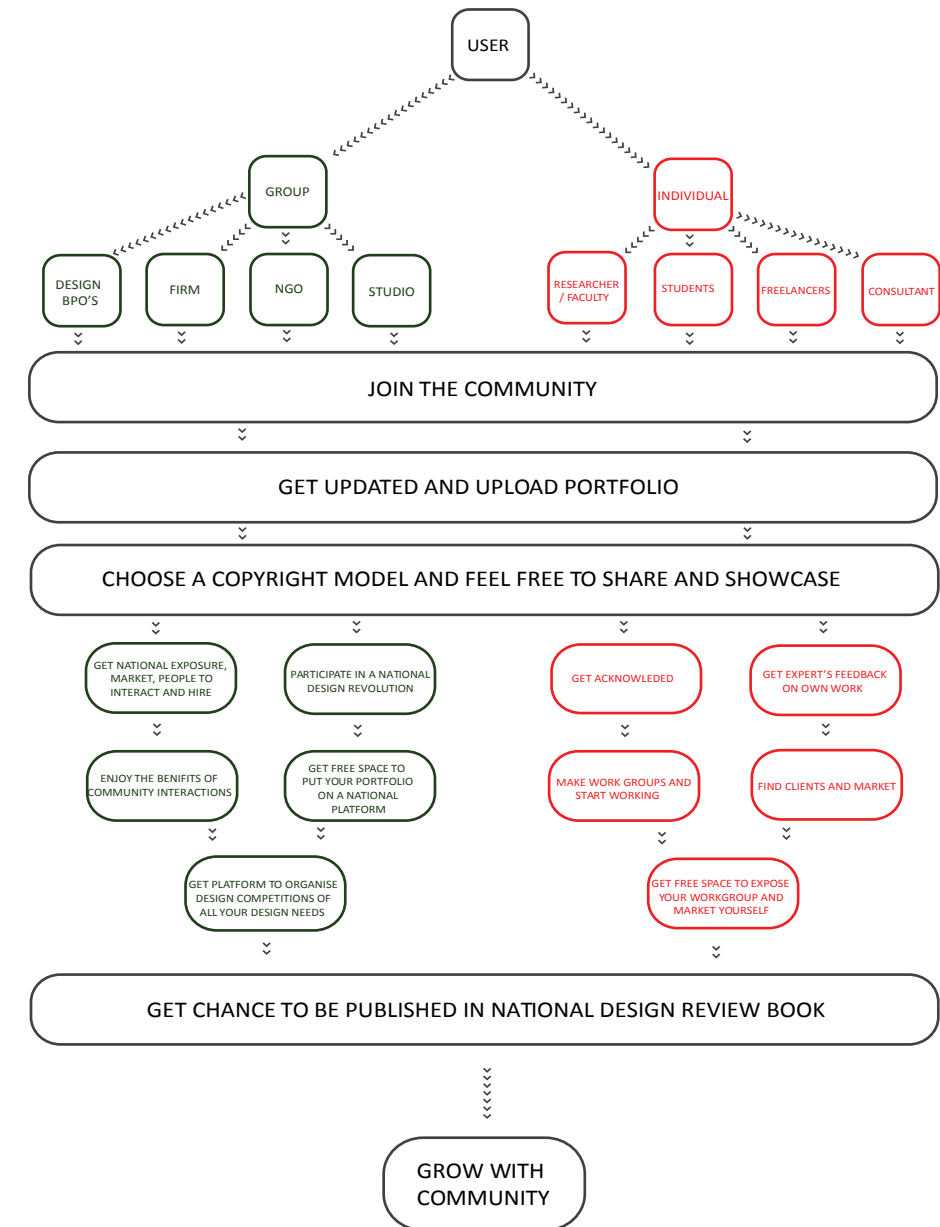 USER
GROUP
INDIVIDUAL
DESIGN
BPO'S
FIRM
NGO
STUDIO
RESEARCHER
/ FACULTY
STUDENTS
FREELANCERS
CONSULTANT
JOIN THE COMMUNITY
GET UPDATED AND UPLOAD PORTFOLIO
CHOOSE A COPYRIGHT MODEL AND FEEL FREE TO SHARE AND SHOWCASE
GET NATIONAL EXPOSURE,
MARKET, PEOPLE TO
INTERACT AND HIRE
PARTICIPATE IN A NATIONAL
DESIGN REVOLUTION
GET ACKNOWLEDED
GET EXPERT'S FEEDBACK
ON OWN WORK
ENJOY THE BENIFITS OF
COMMUNITY INTERACTIONS
GET FREE SPACE TO
PUT YOUR PORTFOLIO
ON A NATIONAL
PLATFORM
MAKE WORK GROUPS AND
START WORKING
FIND CLIENTS AND MARKET
GET PLATFORM TO ORGANISE
DESIGN COMPETITIONS OF
ALL YOUR DESIGN NEEDS
GET FREE SPACE TO EXPOSE
YOUR WORKGROUP AND
MARKET YOURSELF
GET CHANCE TO BE PUBLISHED IN NATIONAL DESIGN REVIEW BOOK
GROW WITH
COMMUNITY